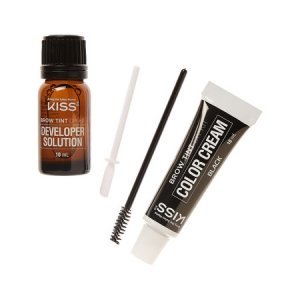 KISS
BROW TINT
DEVELOPER
SOLUTION
10 mL
BROW TINT
COLOR CREAM
BLACK
KISS